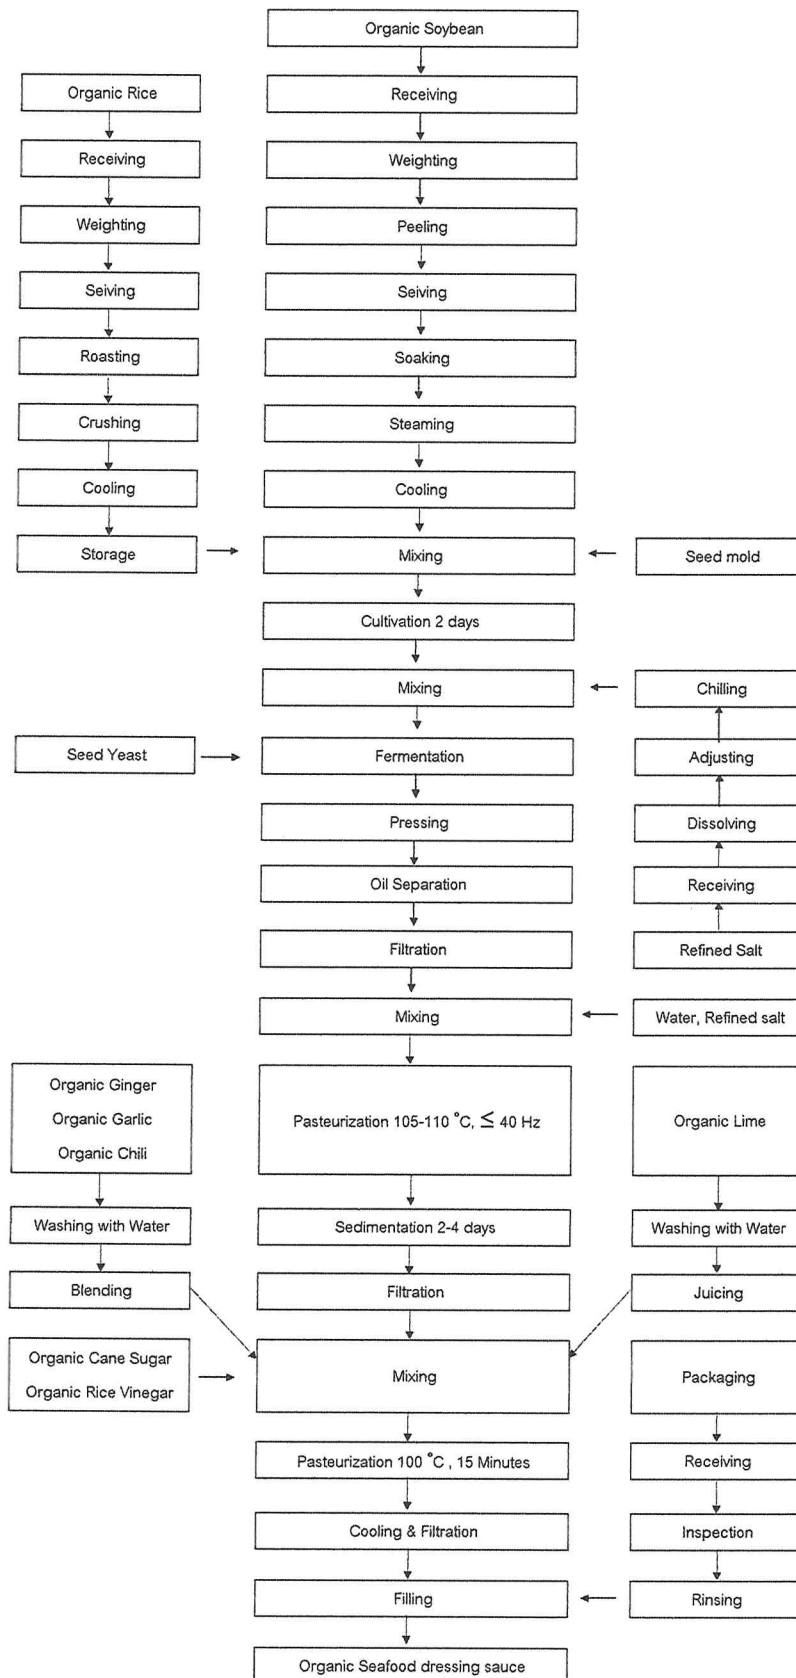 Organic Soybean
Organic Rice
Receiving
Receiving
Weighting
Weighting
Peeling
Seiving
Seiving
Roasting
Soaking
Crushing
Steaming
Cooling
Cooling
Storage
Mixing
Seed mold
Cultivation 2 days
Mixing
Chilling
Seed Yeast
Fermentation
Adjusting
Pressing
Dissolving
Oil Separation
Receiving
Filtration
Refined Salt
Mixing
Water, Refined salt
Organic Ginger
Organic Garlic
Organic Chili
Pasteurization 105-110 °C, ≤ 40 Hz
Organic Lime
Washing with Water
Sedimentation 2-4 days
Washing with Water
Blending
Filtration
Juicing
Organic Cane Sugar
Organic Rice Vinegar
Mixing
Packaging
Pasteurization 100 °C , 15 Minutes
Receiving
Cooling & Filtration
Inspection
Filling
Rinsing
Organic Seafood dressing sauce